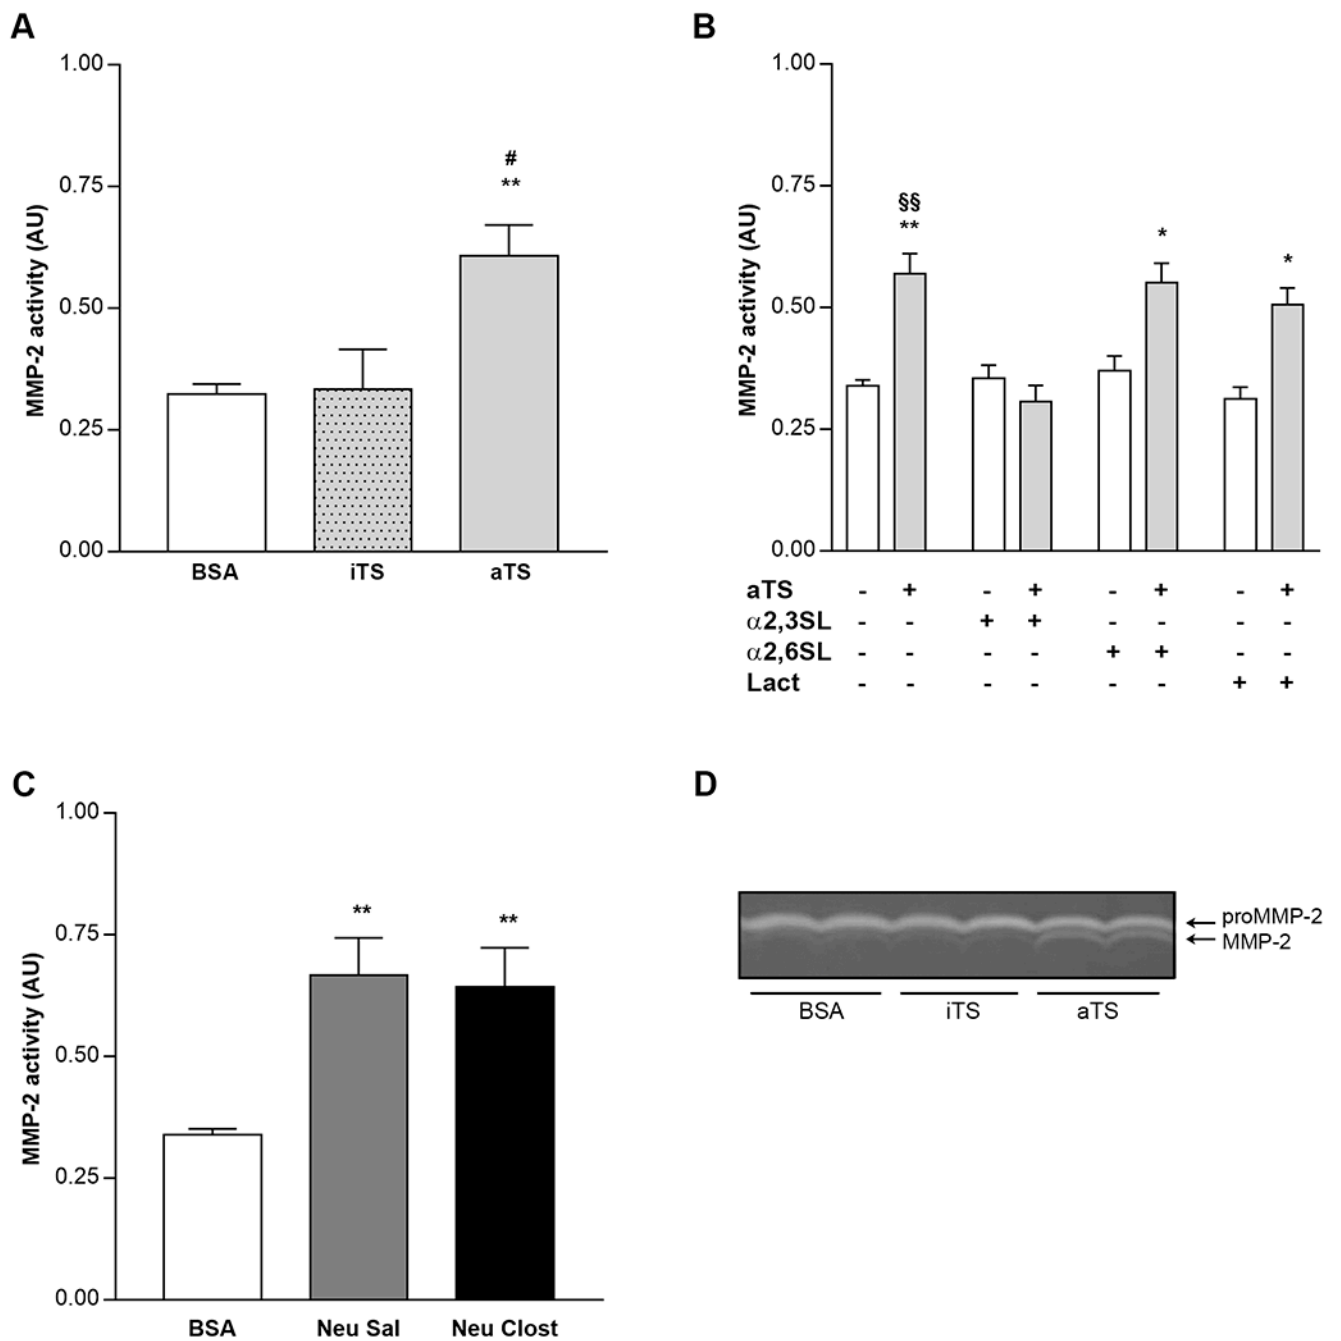 A
1.00
0.75
0.50
0.25
0.00
MMP-2 activity (AU)
#
**
BSA iTS aTS
B
1.00
0.75
0.50
0.25
0.00
MMP-2 activity (AU)
§§
**
*
*
aTS - + - + - + - +
α2,3SL - - + + - - - -
α2,6SL - - - - + + - -
Lact - - - - - - + +
C
1.00
0.75
0.50
0.25
0.00
MMP-2 activity (AU)
**
**
BSA Neu Sal Neu Clost
D
proMMP-2
MMP-2
BSA iTS aTS